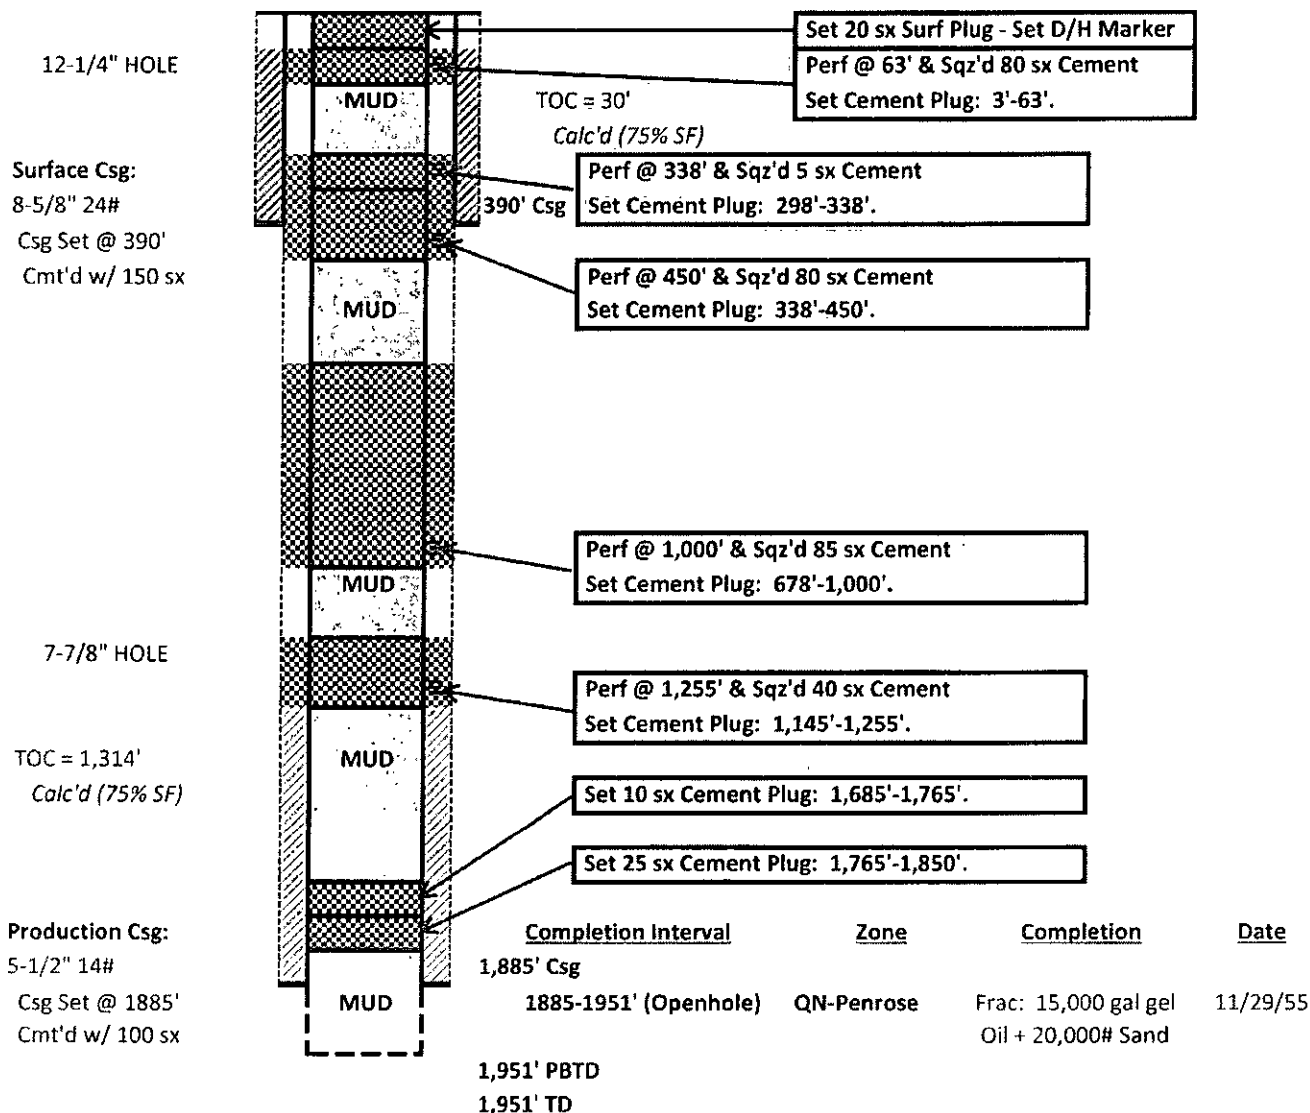 Set 20 sx Surf Plug - Set D/H Marker
12-1/4" HOLE
Perf @ 63' & Sqz'd 80 sx Cement
Set Cement Plug:  3'-63'.
MUD
TOC = 30'
Calc'd (75% SF)
Surface Csg:
8-5/8" 24#
Csg Set @ 390'
Cmt'd w/ 150 sx
Perf @ 338' & Sqz'd 5 sx Cement
390' Csg
Set Cement Plug:  298'-338'.
Perf @ 450' & Sqz'd 80 sx Cement
Set Cement Plug:  338'-450'.
MUD
Perf @ 1,000' & Sqz'd 85 sx Cement
Set Cement Plug:  678'-1,000'.
MUD
7-7/8" HOLE
Perf @ 1,255' & Sqz'd 40 sx Cement
Set Cement Plug:  1,145'-1,255'.
TOC = 1,314'
Calc'd (75% SF)
MUD
Set 10 sx Cement Plug:  1,685'-1,765'.
Set 25 sx Cement Plug:  1,765'-1,850'.
Production Csg:
5-1/2" 14#
Csg Set @ 1885'
Cmt'd w/ 100 sx
MUD
Completion Interval Zone Completion Date
1,885' Csg
1885-1951' (Openhole) QN-Penrose Frac:  15,000 gal gel 11/29/55
Oil + 20,000# Sand
1,951' PBTD
1,951' TD